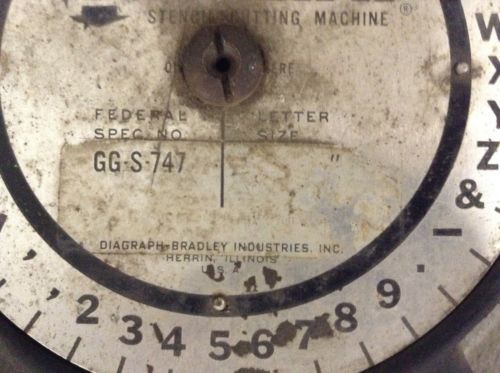 STENCIL CUTTING MACHINE ®
FEDERAL LETTER
SPEC. NO. SIZE
GG-S-747 "
DIAGRAPH-BRADLEY INDUSTRIES, INC.
HERRIN, ILLINOIS
U.S.A.
W X Y Z & - . 9 8 7 6 5 4 3 2 ,